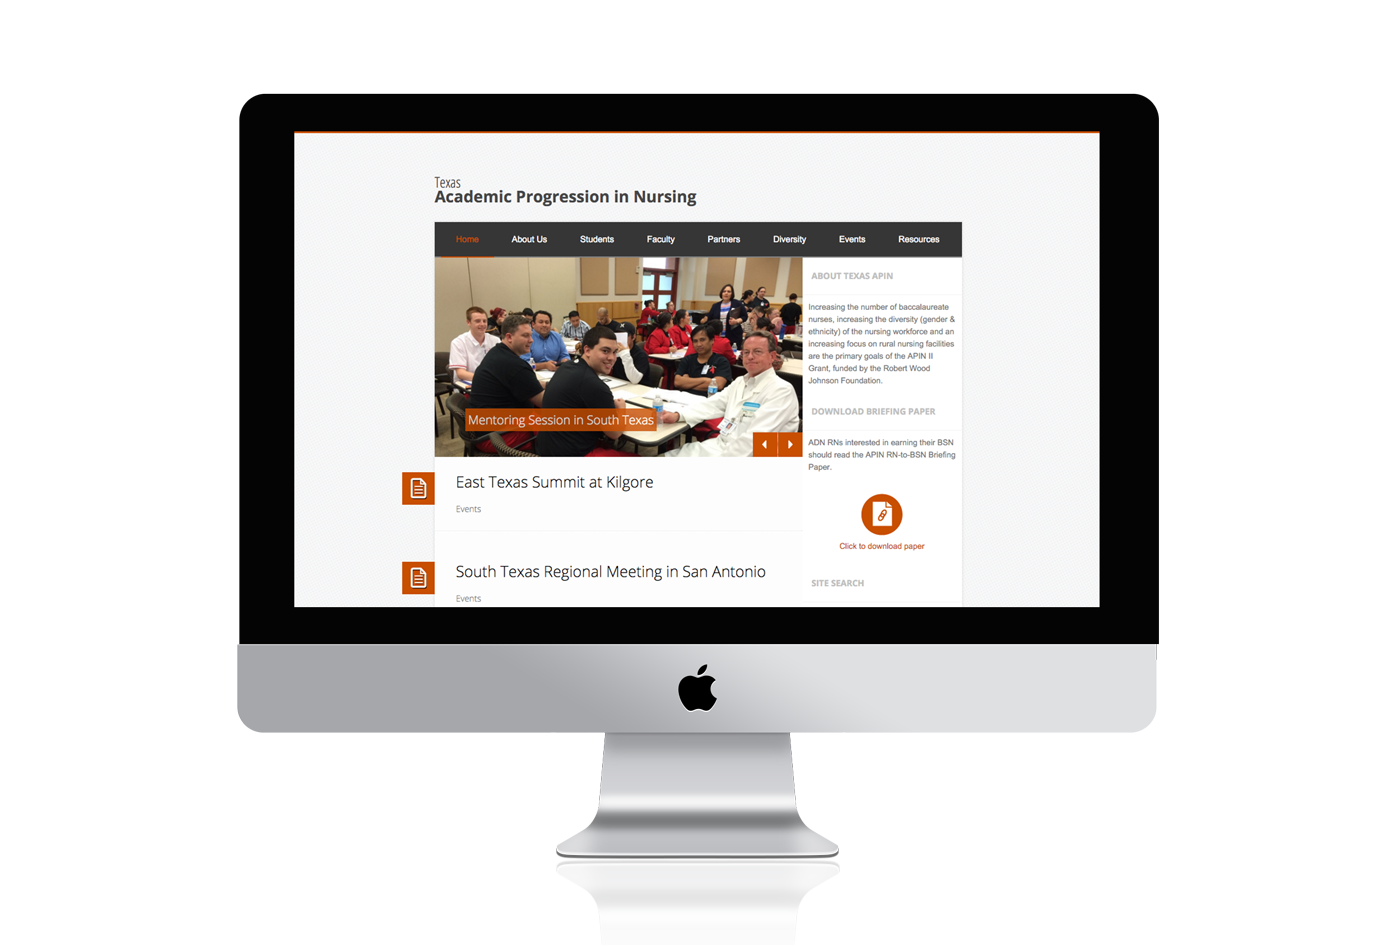 Texas
Academic Progression in Nursing
Home About Us Students Faculty Partners Diversity Events Resources
Mentoring Session in South Texas
East Texas Summit at Kilgore
Events
South Texas Regional Meeting in San Antonio
Events
ABOUT TEXAS APIN
Increasing the number of baccalaureate
nurses, increasing the diversity (gender &
ethnicity) of the nursing workforce and an
increasing focus on rural nursing facilities
are the primary goals of the APIN II
Grant, funded by the Robert Wood
Johnson Foundation.
DOWNLOAD BRIEFING PAPER
ADN RNs interested in earning their BSN
should read the APIN RN-to-BSN Briefing
Paper.
Click to download paper
SITE SEARCH